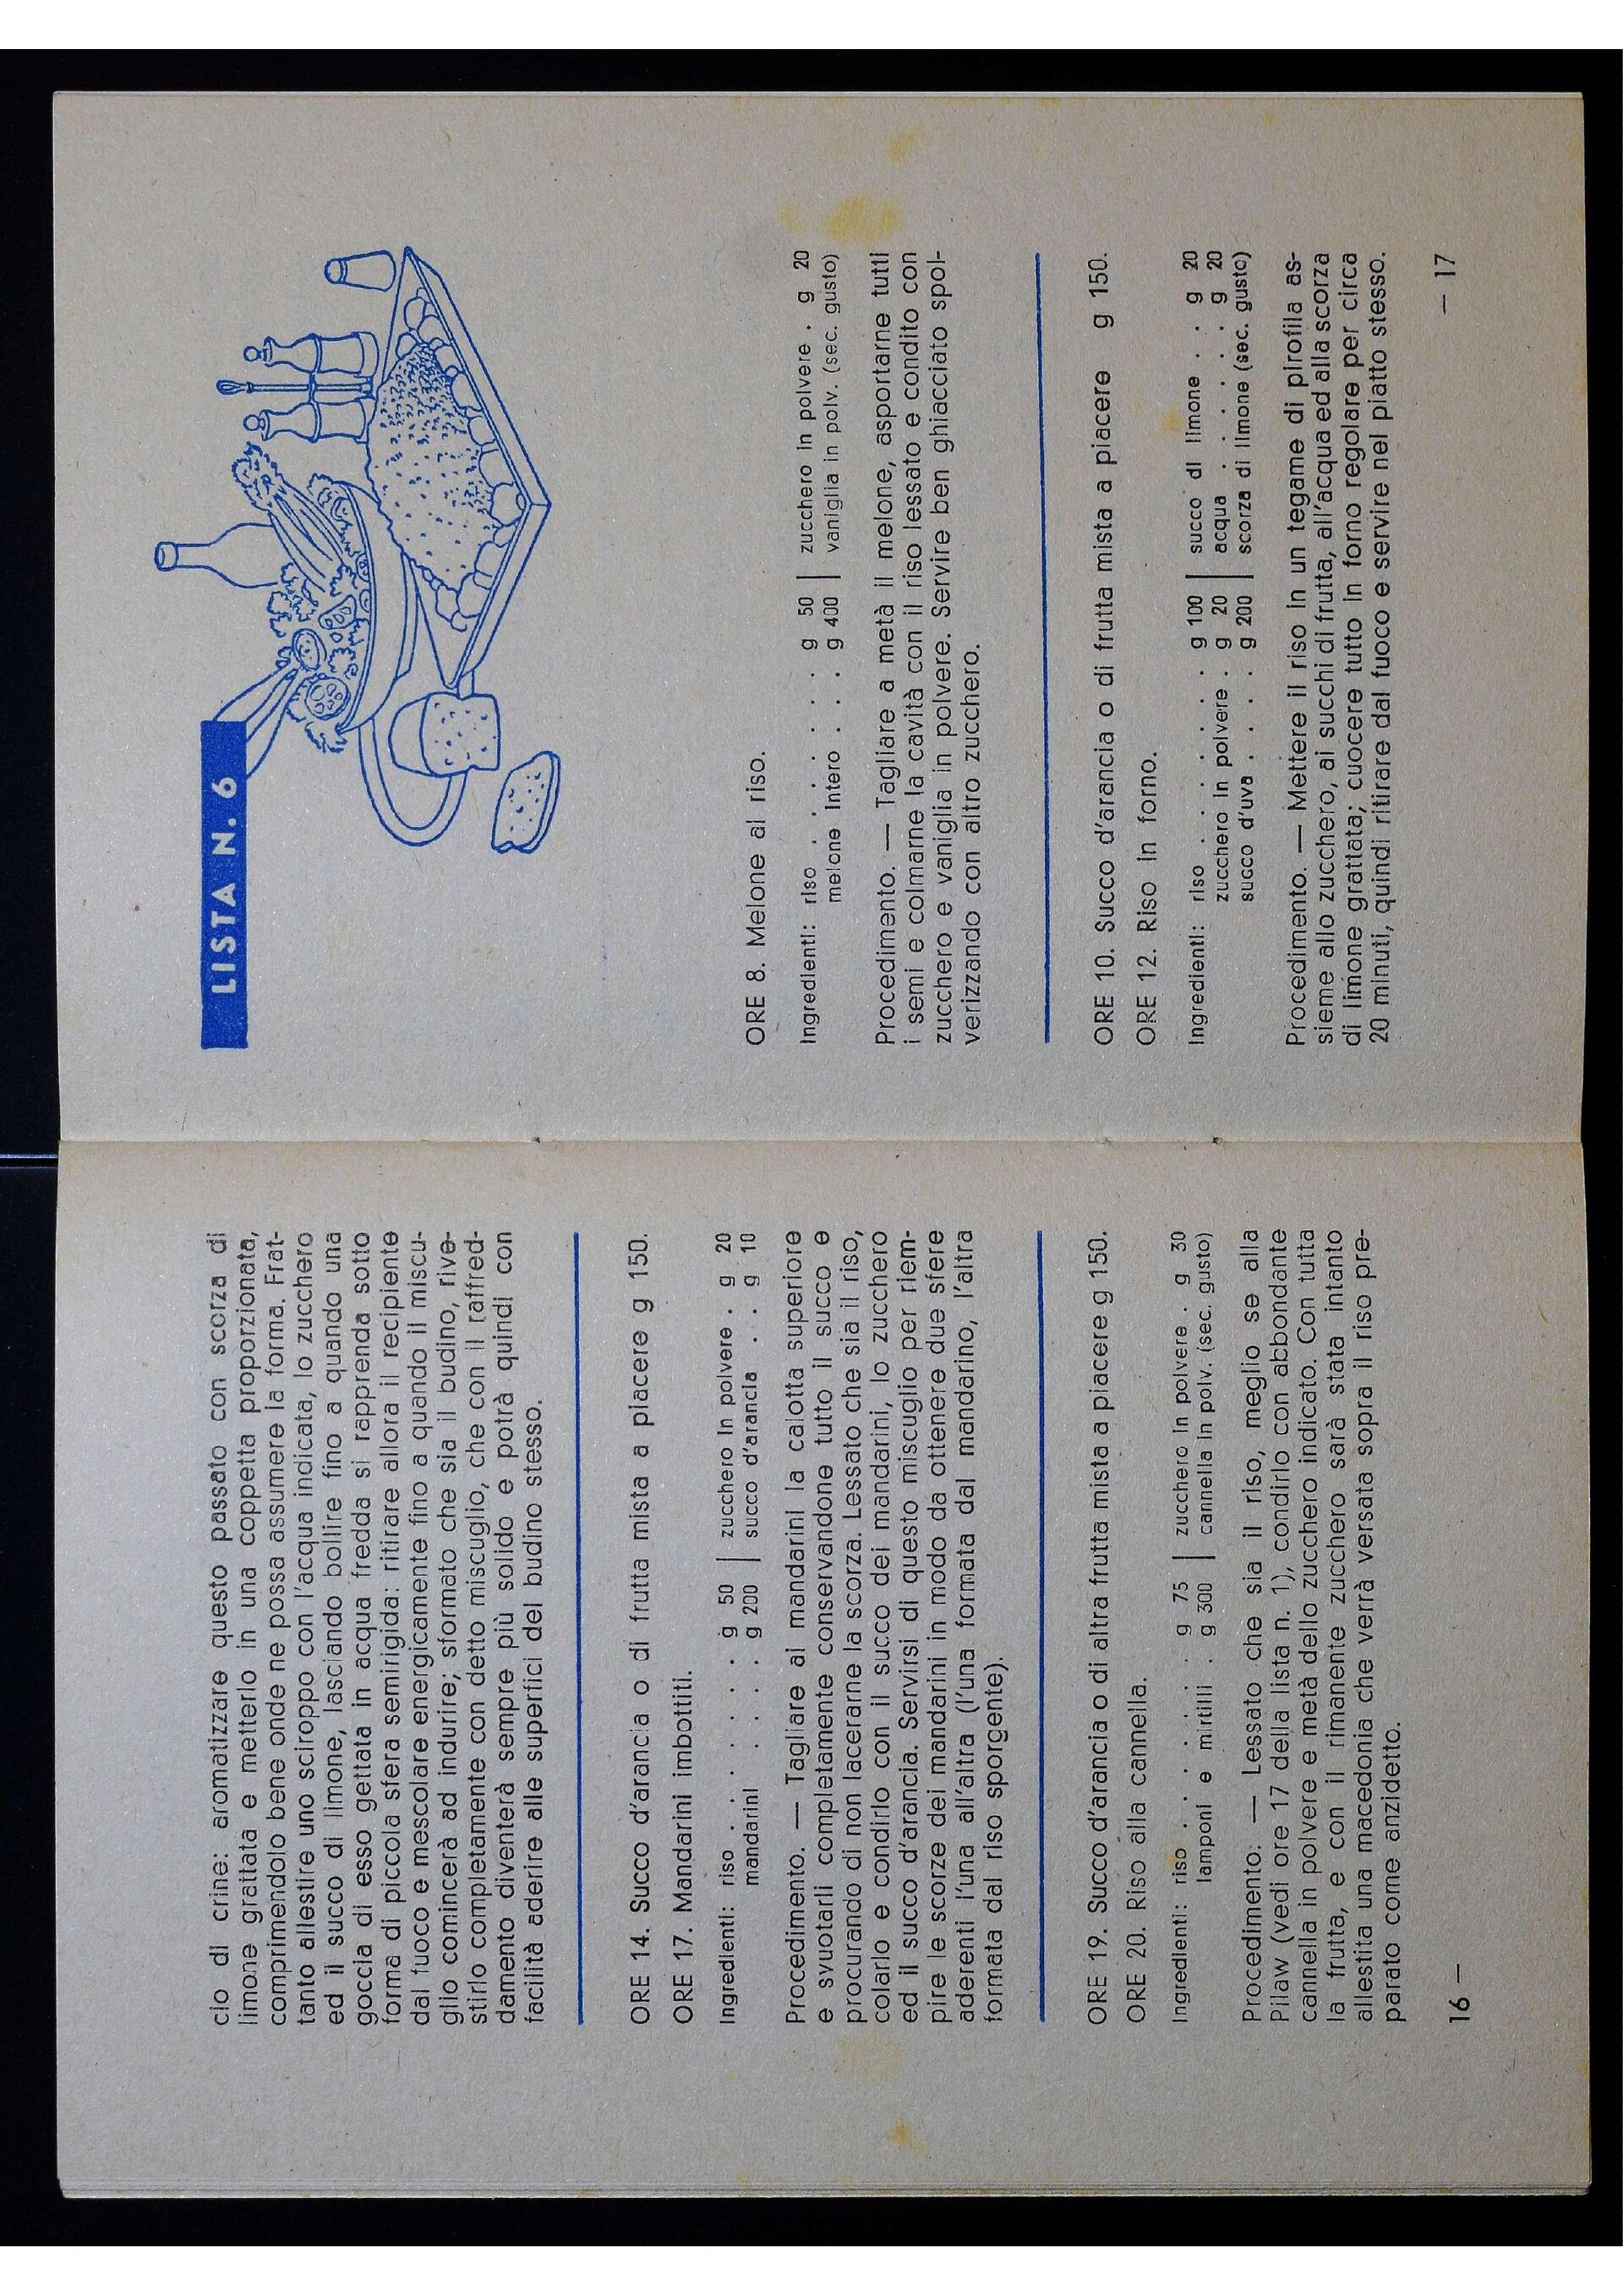 cio di crine: aromatizzare questo passato con scorza di
limone grattata e metterlo in una coppetta proporzionata,
comprimendolo bene onde ne possa assumere la forma. Frat-
tanto allestire uno sciroppo con l'acqua indicata, lo zucchero
ed il succo di limone, lasciando bollire fino a quando una
goccia di esso gettata in acqua fredda si rapprenda sotto
forma di piccola sfera semirigida: ritirare allora il recipiente
dal fuoco e mescolare energicamente fino a quando il miscu-
glio comincerà ad indurire; sformato che sia il budino, rive-
stirlo completamente con detto miscuglio, che con il raffred-
damento diventerà sempre più solido e potrà quindi con
facilità aderire alle superfici del budino stesso.
ORE 14. Succo d'arancia o di frutta mista a piacere g 150.
ORE 17. Mandarini imbottiti.
Ingredienti: riso . . . . . . . g 50 | zucchero in polvere . g 20
mandarini . . . . . g 200 | succo d'arancia . . g 10
Procedimento. — Tagliare ai mandarini la calotta superiore
e svuotarli completamente conservandone tutto il succo e
procurando di non lacerarne la scorza. Lessato che sia il riso,
colarlo e condirlo con il succo dei mandarini, lo zucchero
ed il succo d'arancia. Servirsi di questo miscuglio per riem-
pire le scorze dei mandarini in modo da ottenere due sfere
aderenti l'una all'altra (l'una formata dal mandarino, l'altra
formata dal riso sporgente).
ORE 19. Succo d'arancia o di altra frutta mista a piacere g 150.
ORE 20. Riso alla cannella.
Ingredienti: riso . . . . . . g 75 | zucchero in polvere . g 30
lamponi e mirtilli . g 300 | cannella in polv. (sec. gusto)
Procedimento. — Lessato che sia il riso, meglio se alla
Pilaw (vedi ore 17 della lista n. 1), condirlo con abbondante
cannella in polvere e metà dello zucchero indicato. Con tutta
la frutta, e con il rimanente zucchero sarà stata intanto
allestita una macedonia che verrà versata sopra il riso pre-
parato come anzidetto.
16 —
LISTA N. 6
ORE 8. Melone al riso.
Ingredienti: riso . . . . . . . g 50 | zucchero in polvere . g 20
melone intero . . . g 400 | vaniglia in polv. (sec. gusto)
Procedimento. — Tagliare a metà il melone, asportarne tutti
i semi e colmarne la cavità con il riso lessato e condito con
zucchero e vaniglia in polvere. Servire ben ghiacciato spol-
verizzando con altro zucchero.
ORE 10. Succo d'arancia o di frutta mista a piacere g 150.
ORE 12. Riso in forno.
Ingredienti: riso . . . . . . g 100 | succo di limone . . g 20
zucchero in polvere . g 20 | acqua . . . . . g 20
succo d'uva . . . . g 200 | scorza di limone (sec. gusto)
Procedimento. — Mettere il riso in un tegame di pirofila as-
sieme allo zucchero, ai succhi di frutta, all'acqua ed alla scorza
di limone grattata; cuocere tutto in forno regolare per circa
20 minuti, quindi ritirare dal fuoco e servire nel piatto stesso.
— 17